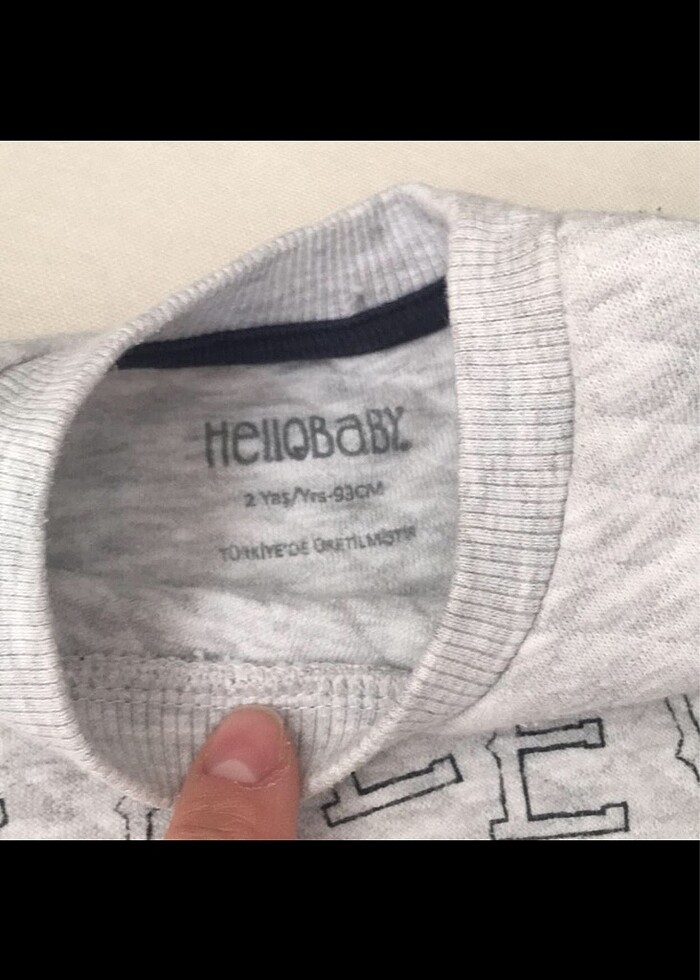 HellOBaBY
2 Yaş/Yrs-93CM
TÜRKİYE'DE ÜRETİLMİŞTİR